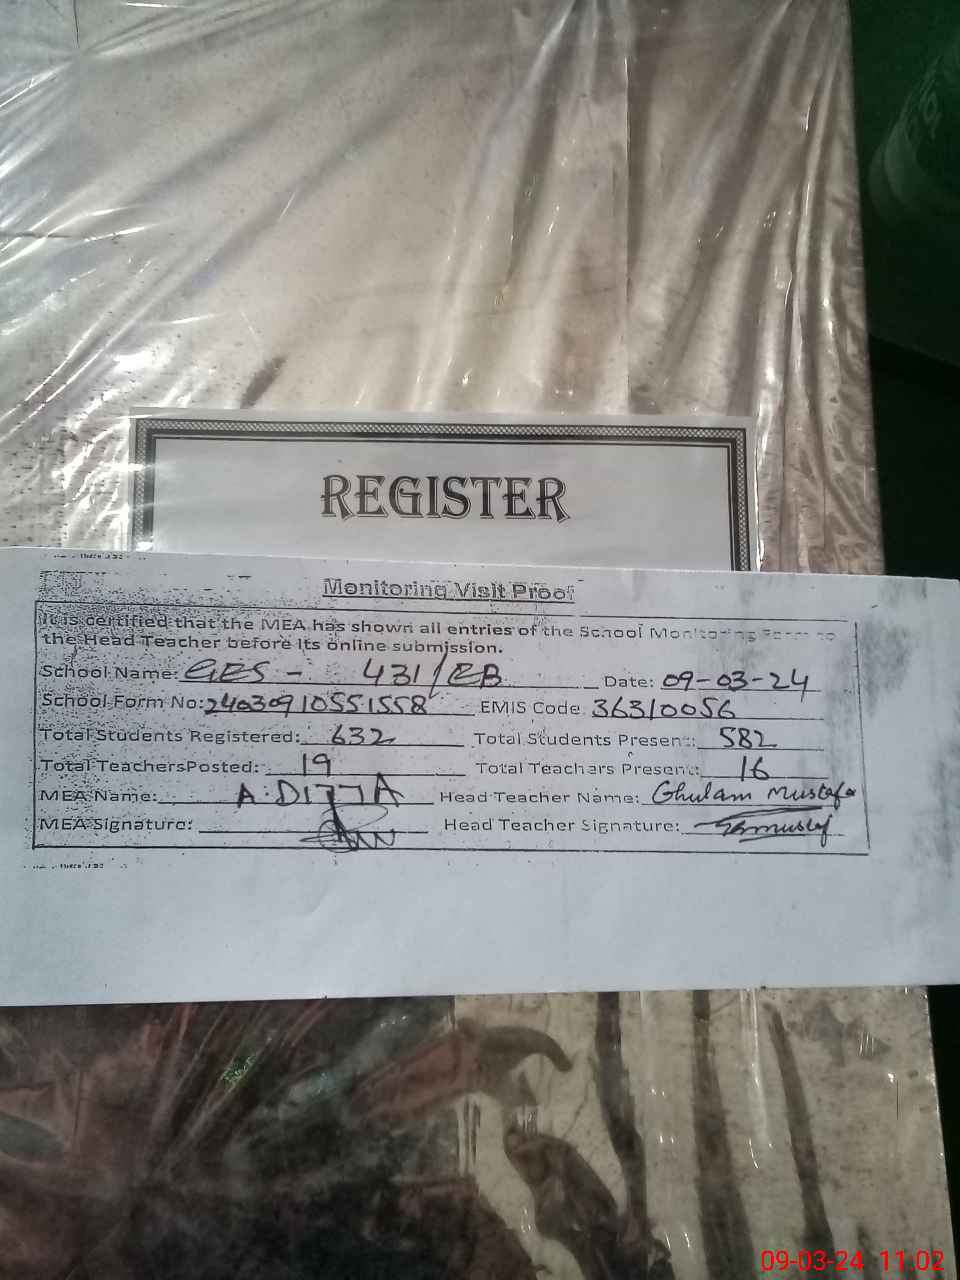 REGISTER
Monitoring Visit Proof
It is certified that the MEA has shown all entries of the School Monitoring Form to
the Head Teacher before its online submission.
School Name: GES - 431/EB Date: 09-03-24
School Form No: 24030910551558 EMIS Code 36310056
Total Students Registered: 632 Total Students Present: 582
Total TeachersPosted: 19 Total Teachers Present: 16
MEA Name: Head Teacher Name: Ghulam Mustafa
MEA Signature: Head Teacher Signature:
09-03-24 11.02